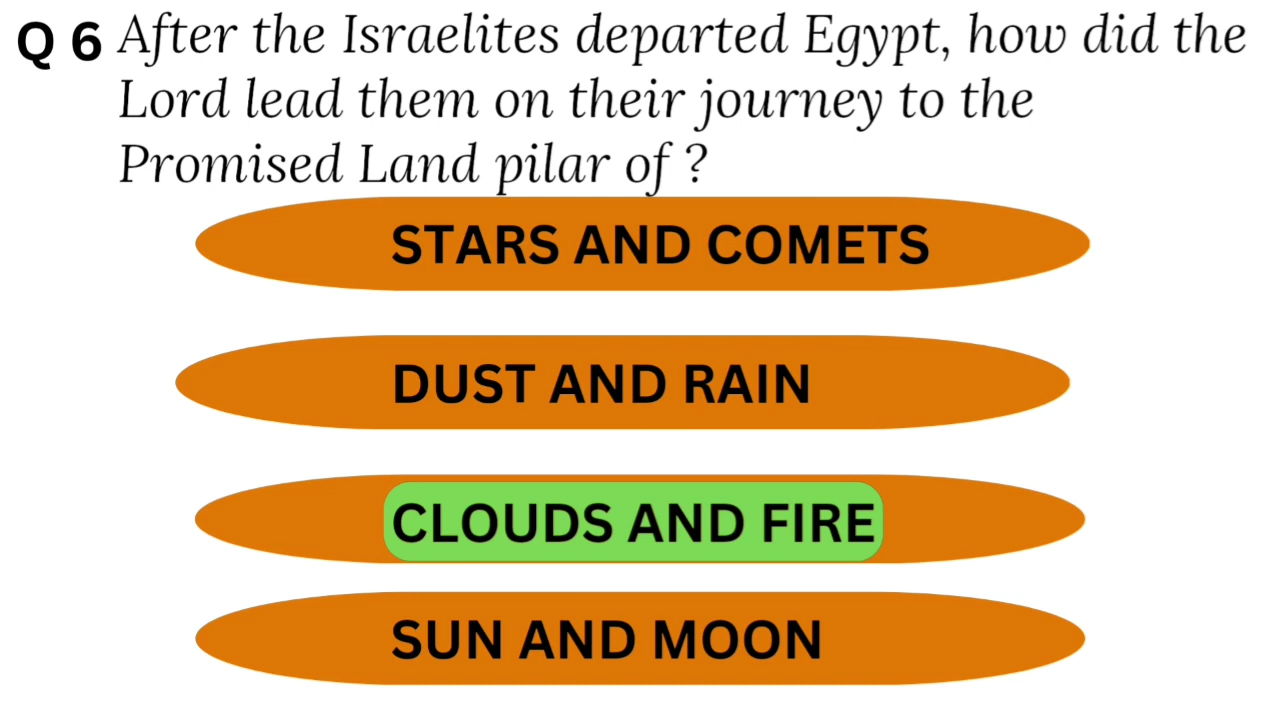 Q 6 After the Israelites departed Egypt, how did the
Lord lead them on their journey to the
Promised Land pilar of ?
STARS AND COMETS
DUST AND RAIN
CLOUDS AND FIRE
SUN AND MOON